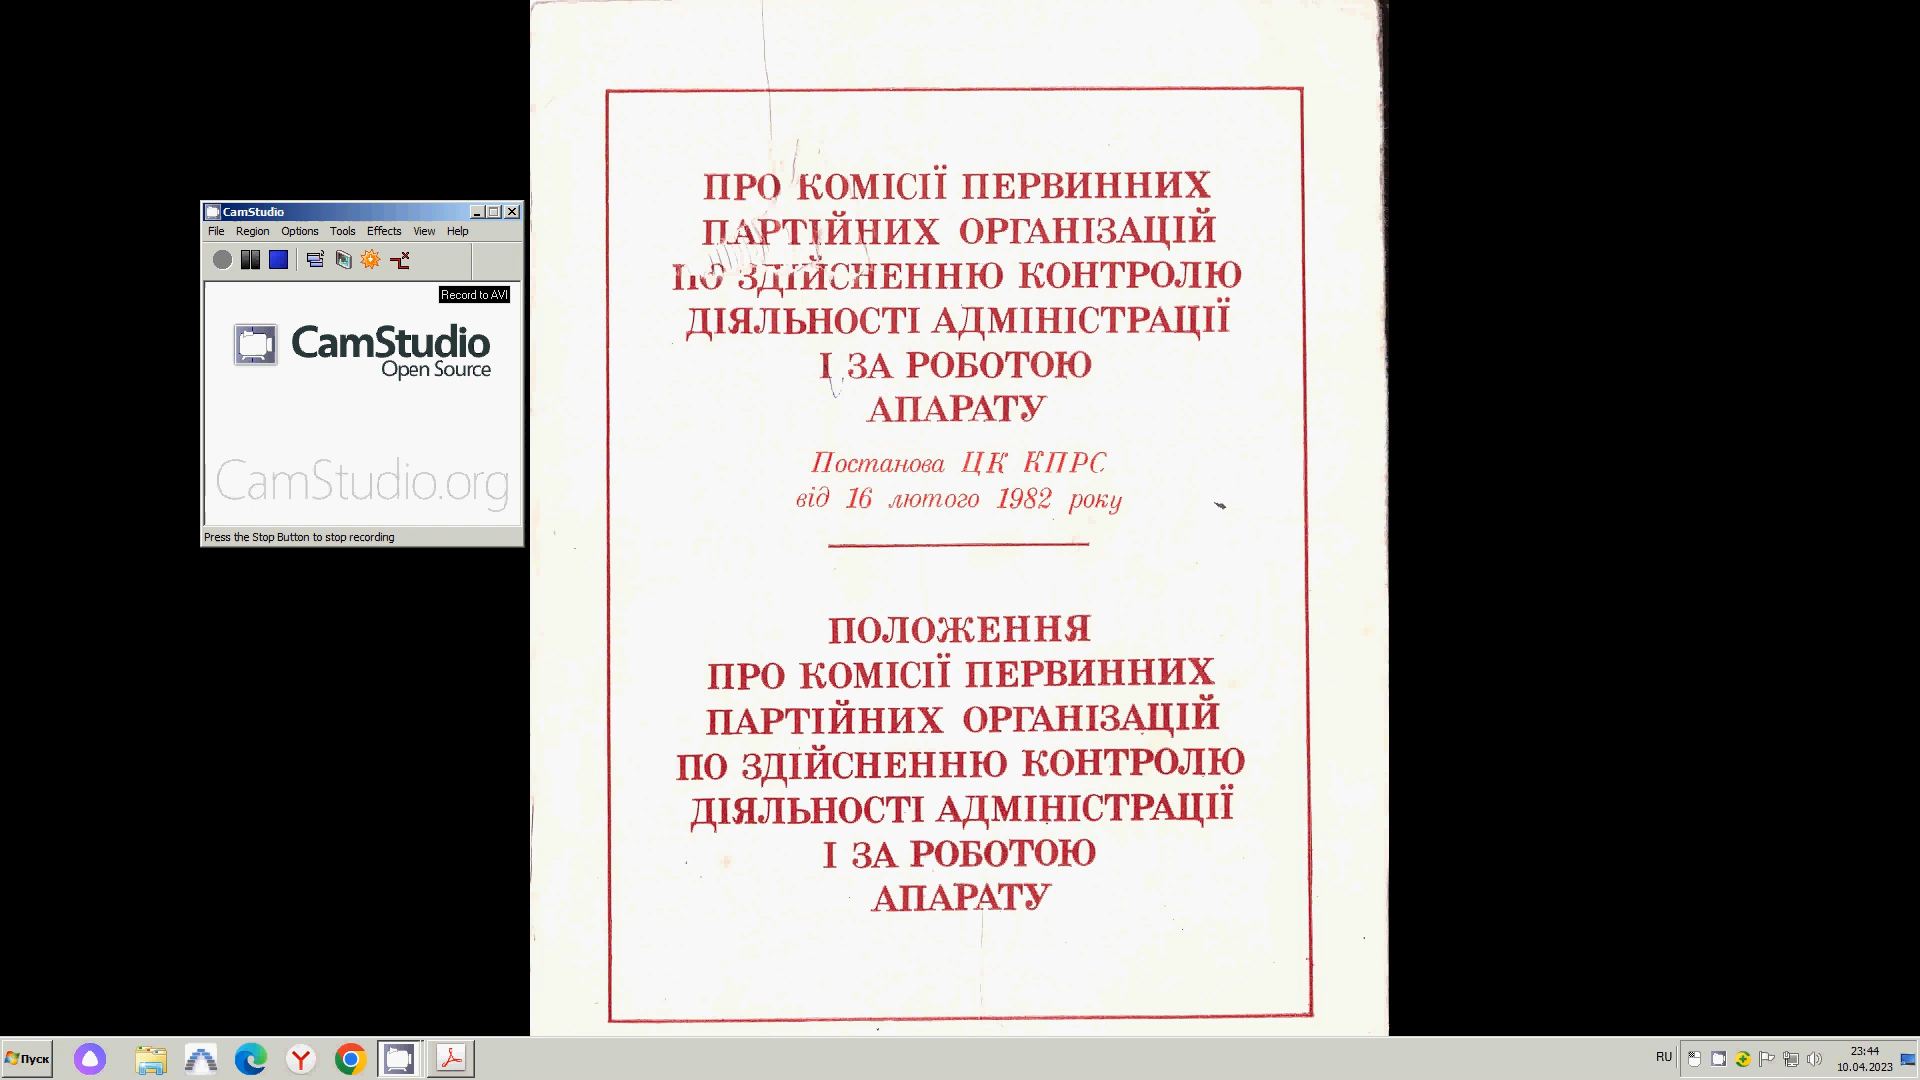 CamStudio
File Region Options Tools Effects View Help
Record to AVI
CamStudio
Open Source
CamStudio.org
Press the Stop Button to stop recording
ПРО КОМІСІЇ ПЕРВИННИХ
ПАРТІЙНИХ ОРГАНІЗАЦІЙ
ПО ЗДІЙСНЕННЮ КОНТРОЛЮ
ДІЯЛЬНОСТІ АДМІНІСТРАЦІЇ
І ЗА РОБОТОЮ
АПАРАТУ
Постанова ЦК КПРС
від 16 лютого 1982 року
ПОЛОЖЕННЯ
ПРО КОМІСІЇ ПЕРВИННИХ
ПАРТІЙНИХ ОРГАНІЗАЦІЙ
ПО ЗДІЙСНЕННЮ КОНТРОЛЮ
ДІЯЛЬНОСТІ АДМІНІСТРАЦІЇ
І ЗА РОБОТОЮ
АПАРАТУ
Пуск
RU
23:44
10.04.2023